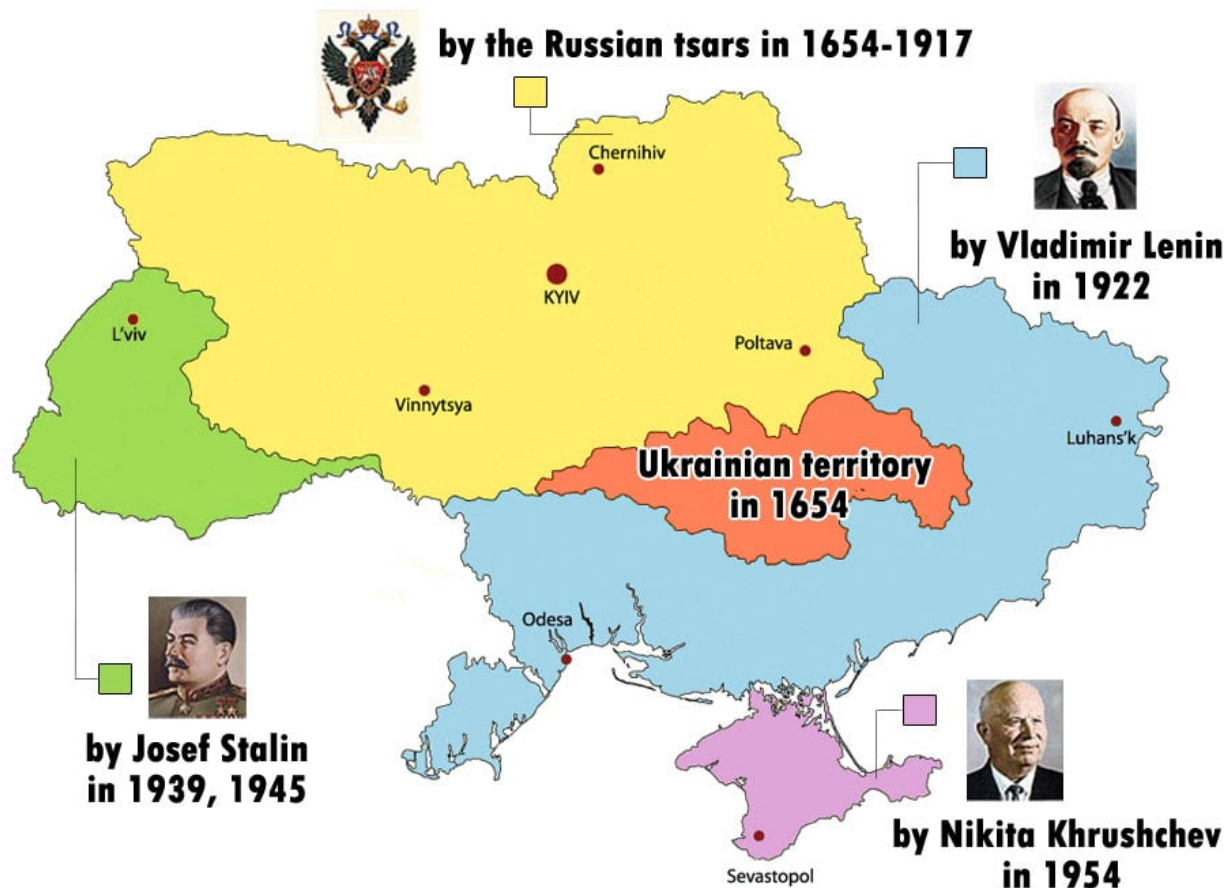 by the Russian tsars in 1654-1917
Chernihiv
by Vladimir Lenin
in 1922
L'viv
KYIV
Poltava
Vinnytsya
Luhans'k
Ukrainian territory
in 1654
Odesa
by Josef Stalin
in 1939, 1945
by Nikita Khrushchev
in 1954
Sevastopol